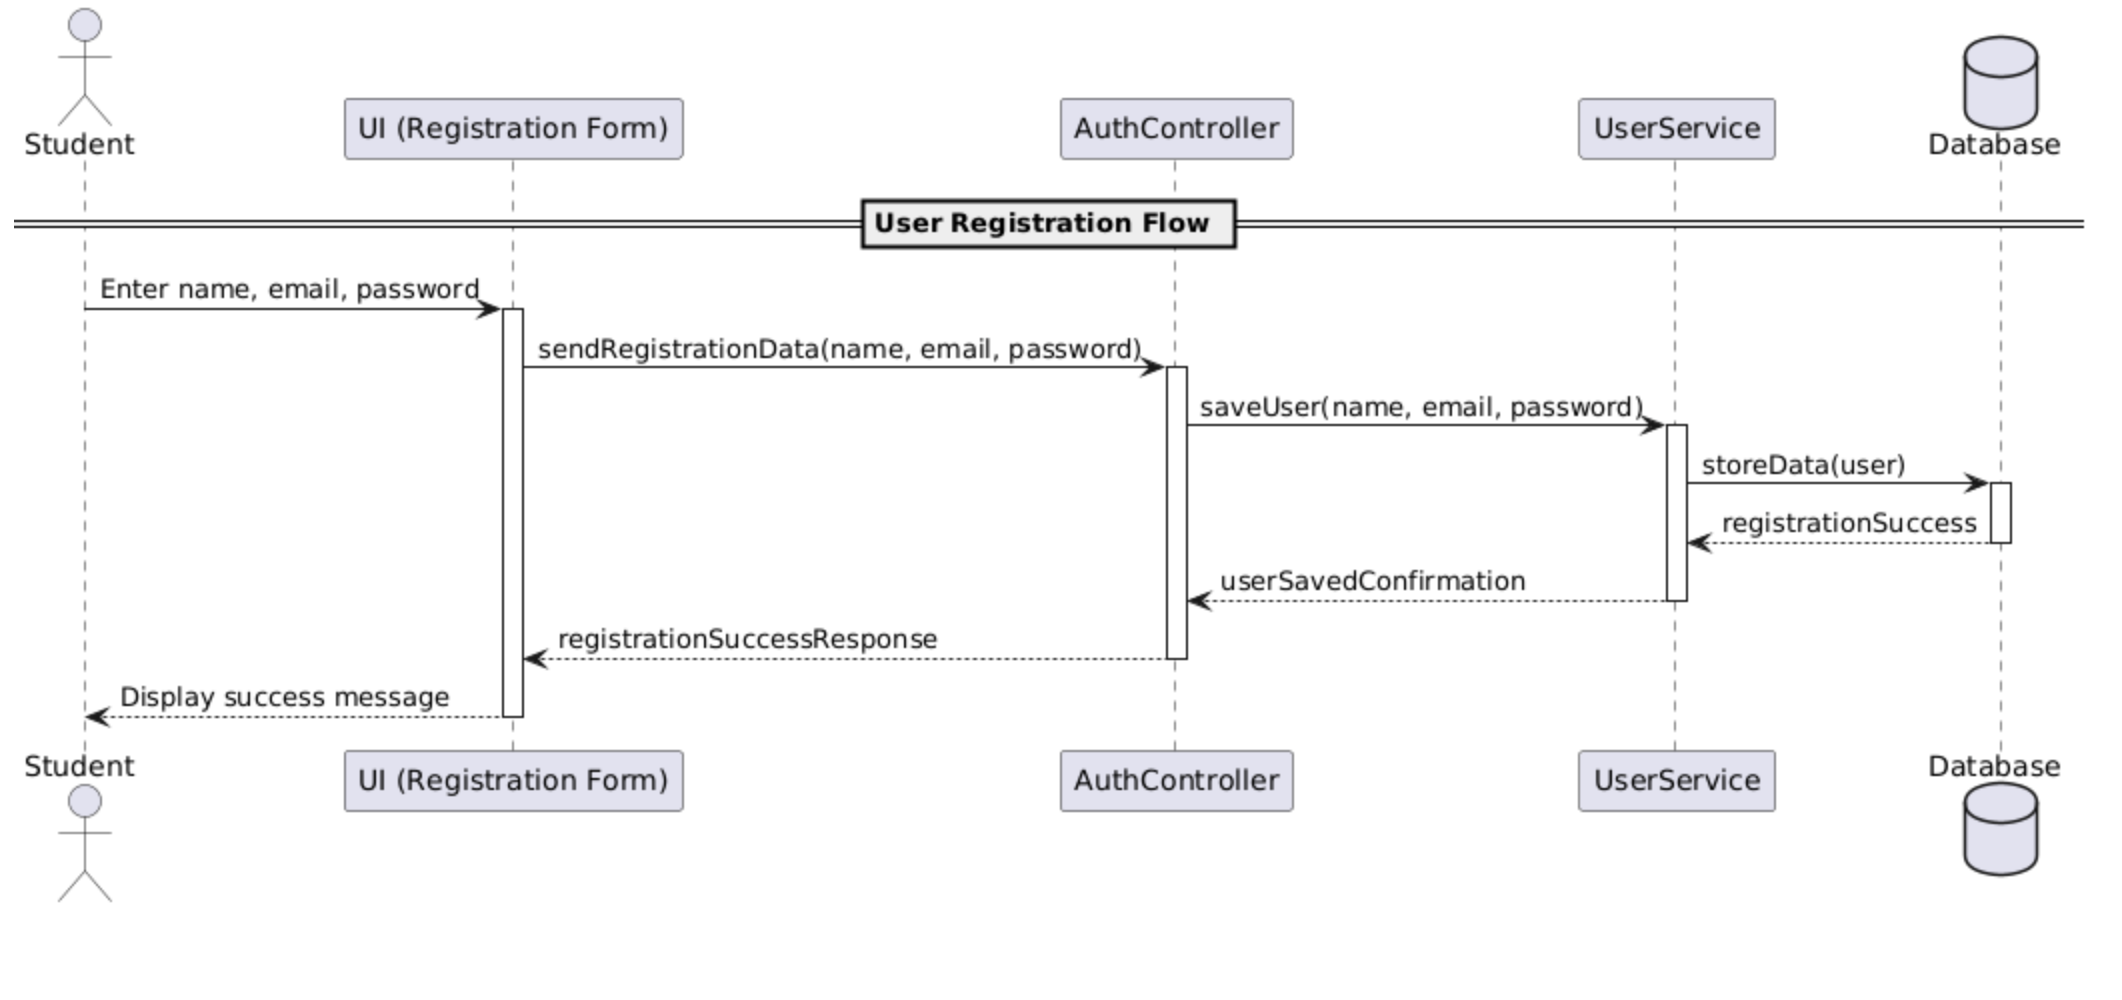 Student
UI (Registration Form)
AuthController
UserService
Database
User Registration Flow
Enter name, email, password
sendRegistrationData(name, email, password)
saveUser(name, email, password)
storeData(user)
registrationSuccess
userSavedConfirmation
registrationSuccessResponse
Display success message
Student
UI (Registration Form)
AuthController
UserService
Database